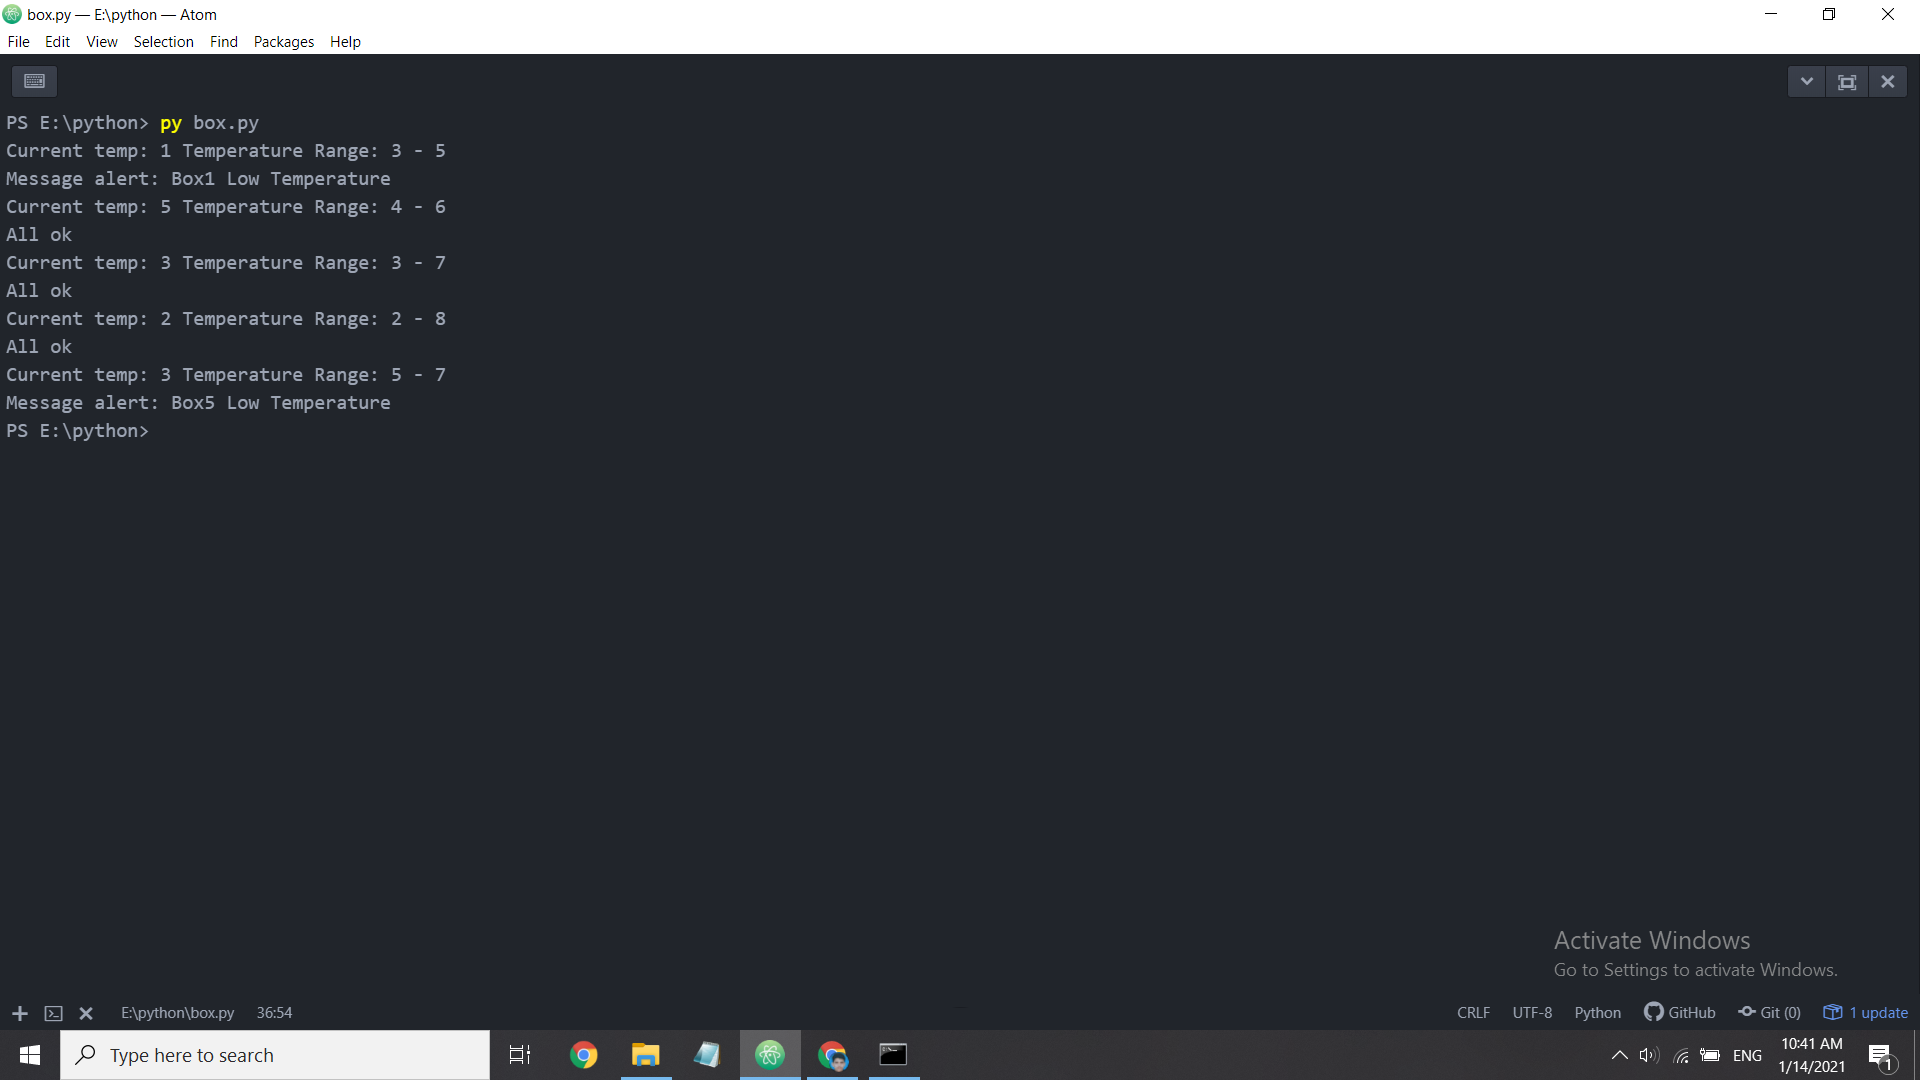 box.py — E:\python — Atom
File Edit View Selection Find Packages Help
PS E:\python> py box.py
Current temp: 1 Temperature Range: 3 - 5
Message alert: Box1 Low Temperature
Current temp: 5 Temperature Range: 4 - 6
All ok
Current temp: 3 Temperature Range: 3 - 7
All ok
Current temp: 2 Temperature Range: 2 - 8
All ok
Current temp: 3 Temperature Range: 5 - 7
Message alert: Box5 Low Temperature
PS E:\python>
Activate Windows
Go to Settings to activate Windows.
E:\python\box.py 36:54 CRLF UTF-8 Python GitHub Git (0) 1 update
Type here to search
ENG
10:41 AM
1/14/2021
1